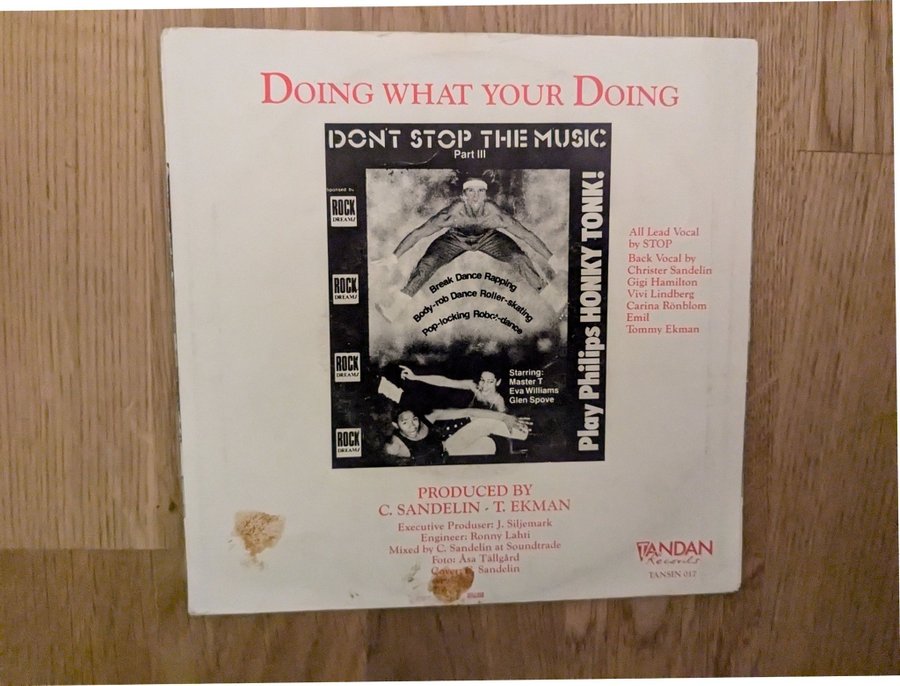 DOING WHAT YOUR DOING
DON'T STOP THE MUSIC
Part III
Sponsored by
ROCK
DREAMS
ROCK
DREAMS
ROCK
DREAMS
ROCK
DREAMS
Break Dance Rapping
Body-rob Dance Roller-skating
Pop-locking Robot-dance
Starring:
Master T
Eva Williams
Glen Spove
Play Philips HONKY TONK!
All Lead Vocal
by STOP
Back Vocal by
Christer Sandelin
Gigi Hamilton
Vivi Lindberg
Carina Rönblom
Emil
Tommy Ekman
PRODUCED BY
C. SANDELIN - T. EKMAN
Executive Produser: J. Siljemark
Engineer: Ronny Lahti
Mixed by C. Sandelin at Soundtrade
Foto: Åsa Tällgård
Sandelin
TANDAN
Records
TANSIN 017